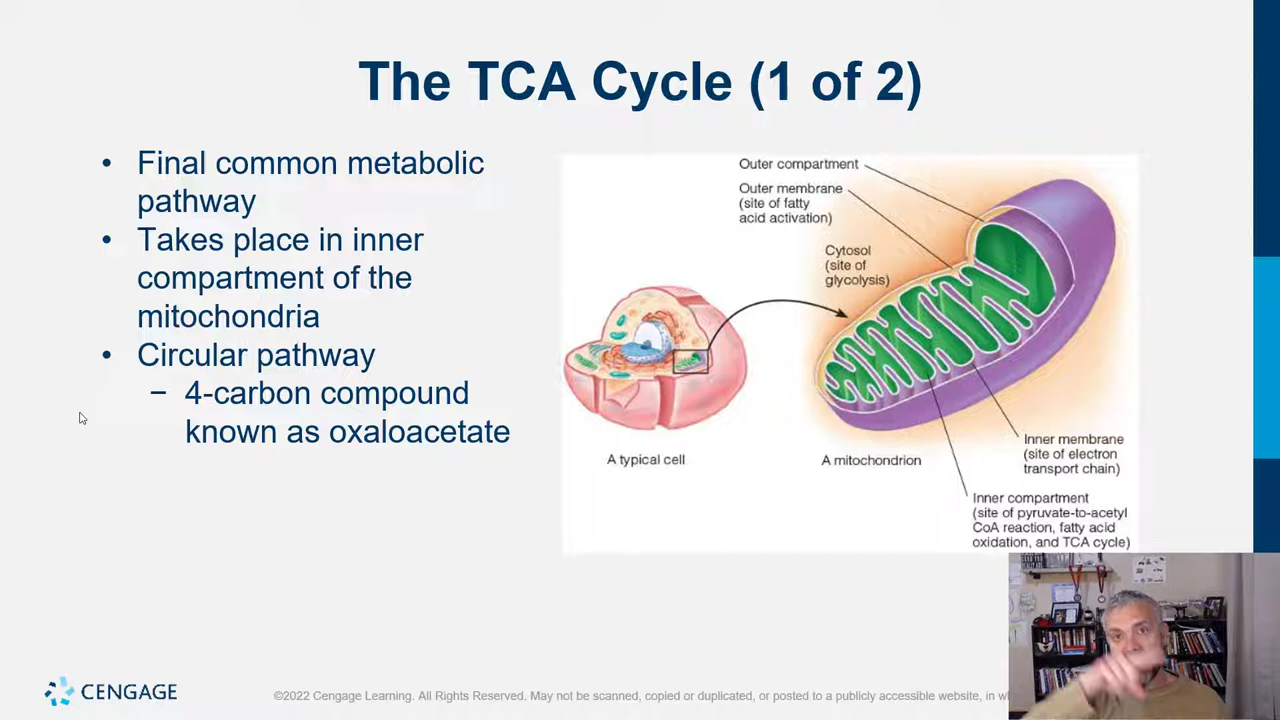 The TCA Cycle (1 of 2)
• Final common metabolic
pathway
• Takes place in inner
compartment of the
mitochondria
• Circular pathway
– 4-carbon compound
known as oxaloacetate
Outer compartment
Outer membrane
(site of fatty
acid activation)
Cytosol
(site of
glycolysis)
A typical cell
A mitochondrion
Inner membrane
(site of electron
transport chain)
Inner compartment
(site of pyruvate-to-acetyl
CoA reaction, fatty acid
oxidation, and TCA cycle)
CENGAGE
©2022 Cengage Learning. All Rights Reserved. May not be scanned, copied or duplicated, or posted to a publicly accessible website, in